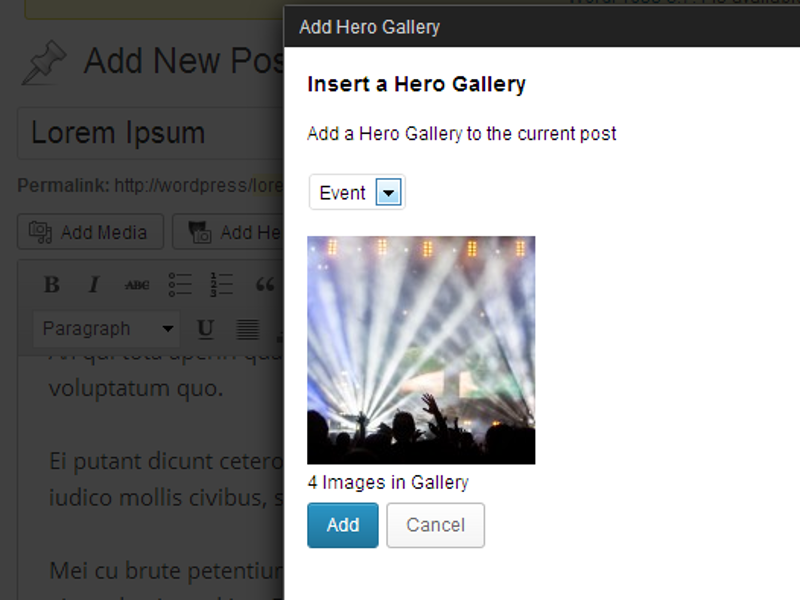 Add New Pos
Lorem Ipsum
Permalink: http://wordpress/lore
Add Media
Add He
B I ABC
Paragraph
U
voluptatum quo.
Ei putant dicunt cetero
iudico mollis civibus, s
Mei cu brute petentiur
Add Hero Gallery
Insert a Hero Gallery
Add a Hero Gallery to the current post
Event
4 Images in Gallery
Add
Cancel